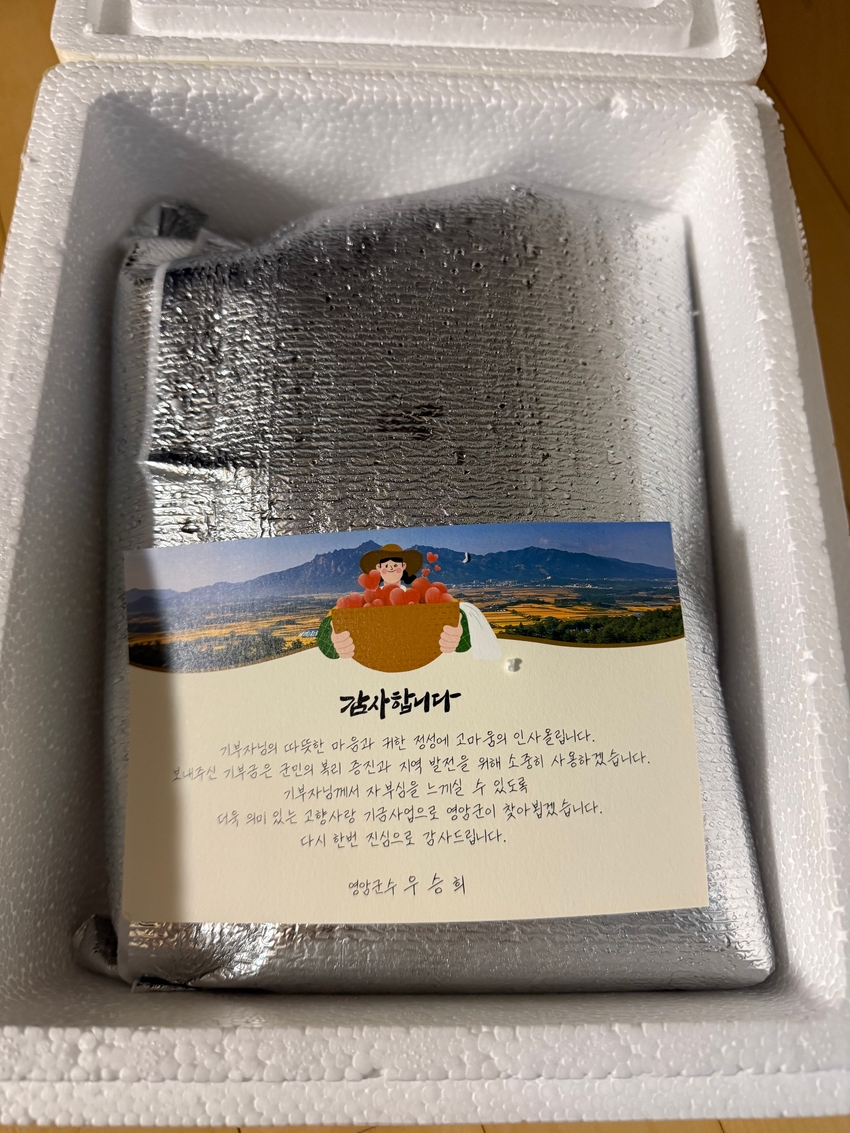 감사합니다
기부자님의 따뜻한 마음과 귀한 정성에 고마움의 인사올립니다.
보내주신 기부금은 군민의 복리 증진과 지역 발전을 위해 소중히 사용하겠습니다.
기부자님께서 자부심을 느끼실 수 있도록
더욱 의미 있는 고향사랑 기금사업으로 영암군이 찾아뵙겠습니다.
다시 한번 진심으로 감사드립니다.
영암군수 우승희